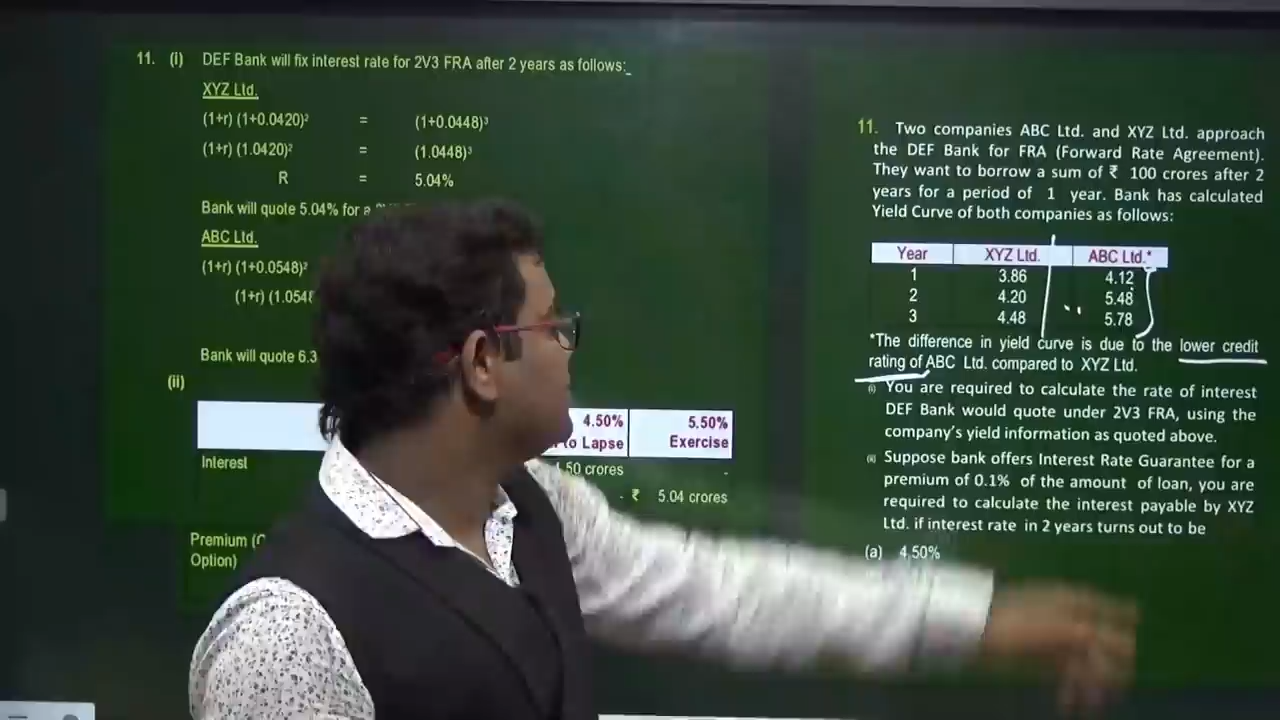 11. (i) DEF Bank will fix interest rate for 2V3 FRA after 2 years as follows:
XYZ Ltd.
(1+r) (1+0.0420)² = (1+0.0448)³
(1+r) (1.0420)² = (1.0448)³
R = 5.04%
Bank will quote 5.04% for a
ABC Ltd.
(1+r) (1+0.0548)²
(1+r) (1.054
Bank will quote 6.3
(ii)
4.50% 5.50%
to Lapse Exercise
Interest 4.50 crores -
- ₹ 5.04 crores
Premium (C
Option)
11. Two companies ABC Ltd. and XYZ Ltd. approach
the DEF Bank for FRA (Forward Rate Agreement).
They want to borrow a sum of ₹ 100 crores after 2
years for a period of 1 year. Bank has calculated
Yield Curve of both companies as follows:
Year XYZ Ltd. ABC Ltd.*
1 3.86 4.12
2 4.20 5.48
3 4.48 5.78
*The difference in yield curve is due to the lower credit
rating of ABC Ltd. compared to XYZ Ltd.
(i) You are required to calculate the rate of interest
DEF Bank would quote under 2V3 FRA, using the
company's yield information as quoted above.
(ii) Suppose bank offers Interest Rate Guarantee for a
premium of 0.1% of the amount of loan, you are
required to calculate the interest payable by XYZ
Ltd. if interest rate in 2 years turns out to be
(a) 4.50%